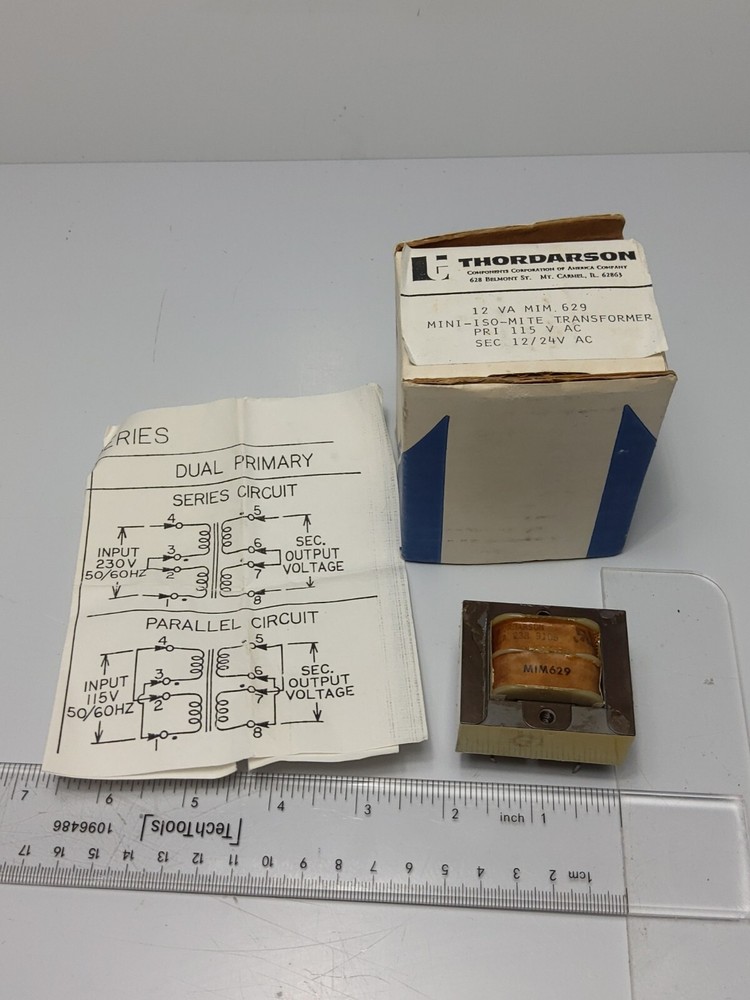 THORDARSON
COMPONENTS CORPORATION OF AMERICA COMPANY
628 BELMONT ST. MT. CARMEL, IL. 62863
12 VA MIM. 629
MINI-ISO-MITE TRANSFORMER
PRI 115 V AC
SEC 12/24V AC
ERIES
DUAL PRIMARY
SERIES CIRCUIT
4 5
INPUT
230V
50/60HZ
3 6
2 7
1 8
SEC.
OUTPUT
VOLTAGE
PARALLEL CIRCUIT
4 5
INPUT
115V
50/60HZ
3 6
2 7
1 8
SEC.
OUTPUT
VOLTAGE
MIM629
7 6 5 4 3 2 inch 1
1096486 TechTools
17 16 15 14 13 12 11 10 9 8 7 6 5 4 3 2 1cm